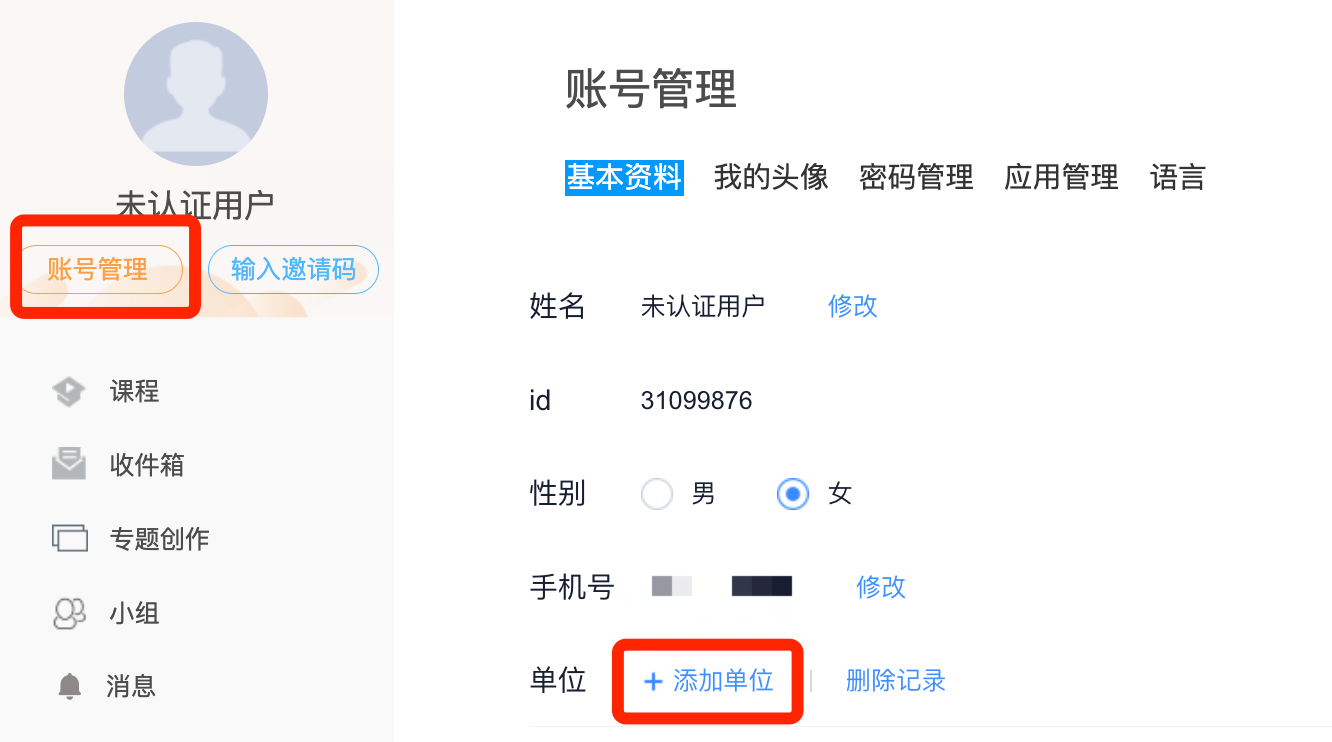 未认证用户
账号管理 输入邀请码
课程
收件箱
专题创作
小组
消息
账号管理
基本资料 我的头像 密码管理 应用管理 语言
姓名 未认证用户 修改
id 31099876
性别 男 女
手机号 修改
单位 + 添加单位 | 删除记录